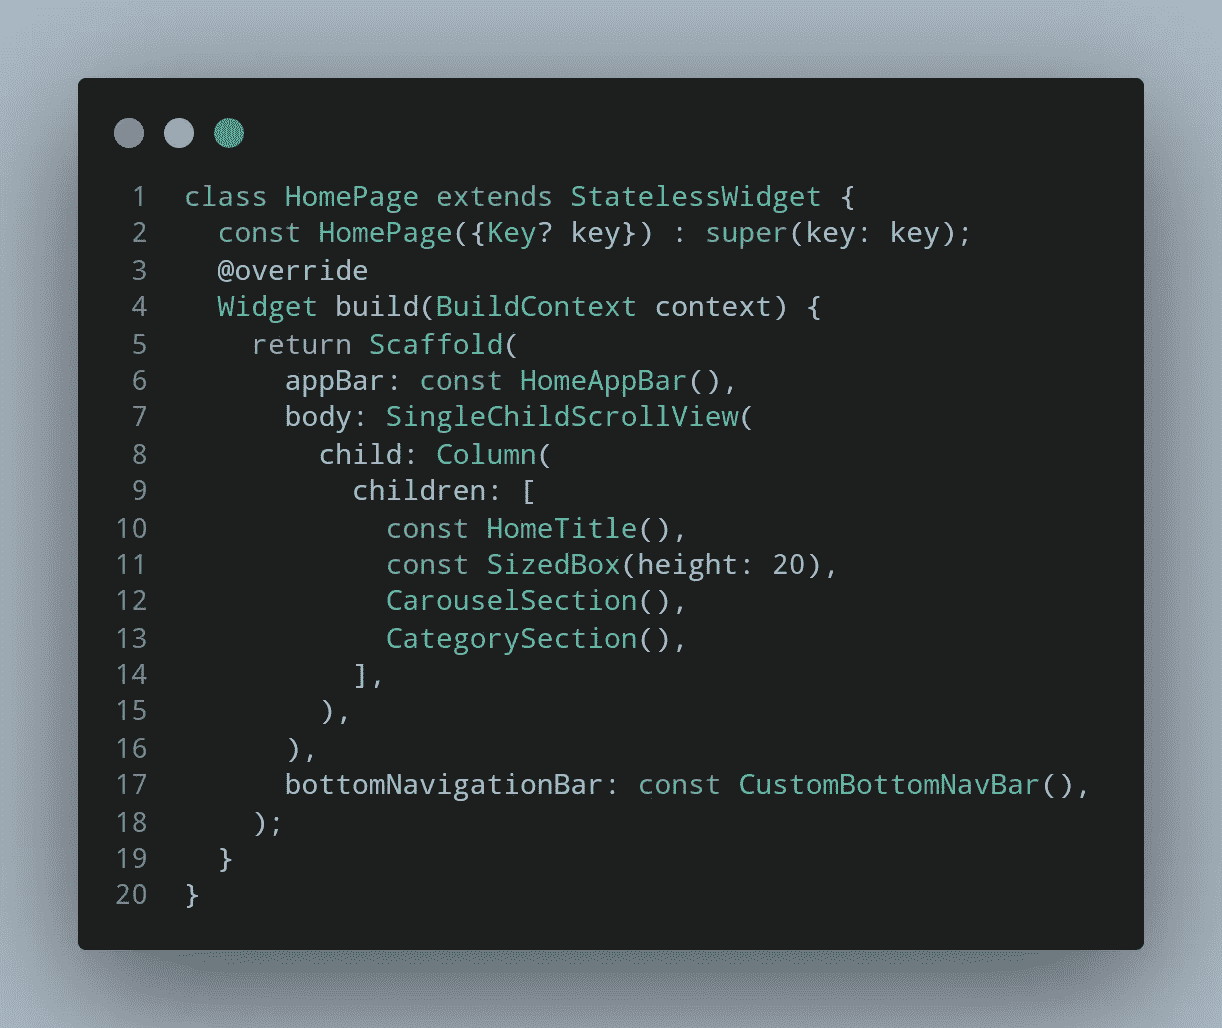 1 class HomePage extends StatelessWidget {
2   const HomePage({Key? key}) : super(key: key);
3   @override
4   Widget build(BuildContext context) {
5     return Scaffold(
6       appBar: const HomeAppBar(),
7       body: SingleChildScrollView(
8         child: Column(
9           children: [
10             const HomeTitle(),
11             const SizedBox(height: 20),
12             CarouselSection(),
13             CategorySection(),
14           ],
15         ),
16       ),
17       bottomNavigationBar: const CustomBottomNavBar(),
18     );
19   }
20 }